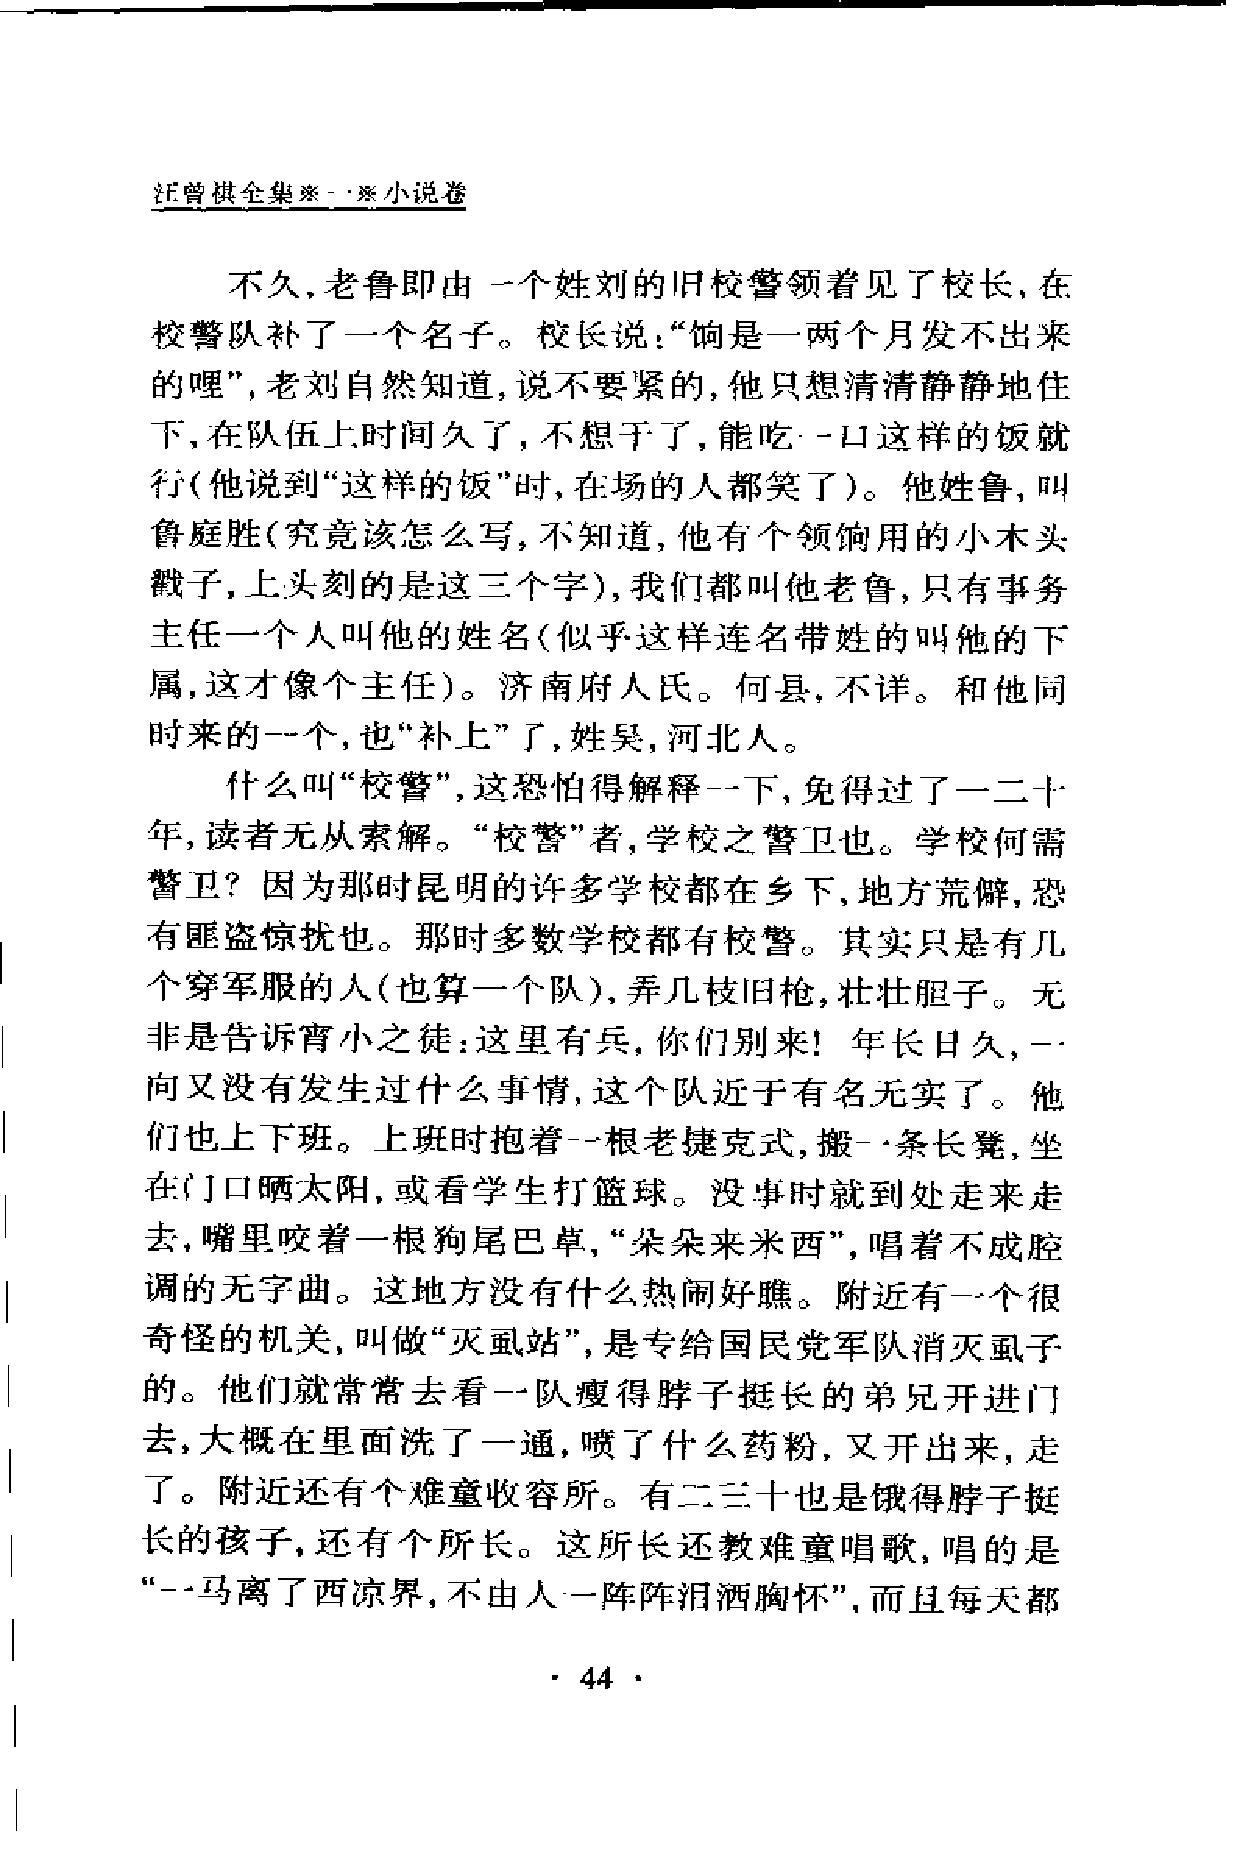 汪曾祺全集※一※小说卷
不久,老鲁即由一个姓刘的旧校警领着见了校长,在
校警队补了一个名子。校长说:“饷是一两个月发不出来
的哩”,老刘自然知道,说不要紧的,他只想清清静静地住
下,在队伍上时间久了,不想干了,能吃一口这样的饭就
行(他说到“这样的饭”时,在场的人都笑了)。他姓鲁,叫
鲁庭胜(究竟该怎么写,不知道,他有个领饷用的小木头
戳子,上头刻的是这三个字),我们都叫他老鲁,只有事务
主任一个人叫他的姓名(似乎这样连名带姓的叫他的下
属,这才像个主任)。济南府人氏。何县,不详。和他同
时来的一个,也“补上”了,姓吴,河北人。
什么叫“校警”,这恐怕得解释一下,免得过了一二十
年,读者无从索解。“校警”者,学校之警卫也。学校何需
警卫?因为那时昆明的许多学校都在乡下,地方荒僻,恐
有匪盗惊扰也。那时多数学校都有校警。其实只是有几
个穿军服的人(也算一个队),弄几枝旧枪,壮壮胆子。无
非是告诉宵小之徒:这里有兵,你们别来!年长日久,一
向又没有发生过什么事情,这个队近于有名无实了。他
们也上下班。上班时抱着一根老捷克式,搬一条长凳,坐
在门口晒太阳,或看学生打篮球。没事时就到处走来走
去,嘴里咬着一根狗尾巴草,“朵朵来米西”,唱着不成腔
调的无字曲。这地方没有什么热闹好瞧。附近有一个很
奇怪的机关,叫做“灭虱站”,是专给国民党军队消灭虱子
的。他们就常常去看一队瘦得脖子挺长的弟兄开进门
去,大概在里面洗了一通,喷了什么药粉,又开出来,走
了。附近还有个难童收容所。有二三十也是饿得脖子挺
长的孩子,还有个所长。这所长还教难童唱歌,唱的是
“一马离了西凉界,不由人一阵阵泪洒胸怀”,而且每天都
· 44 ·